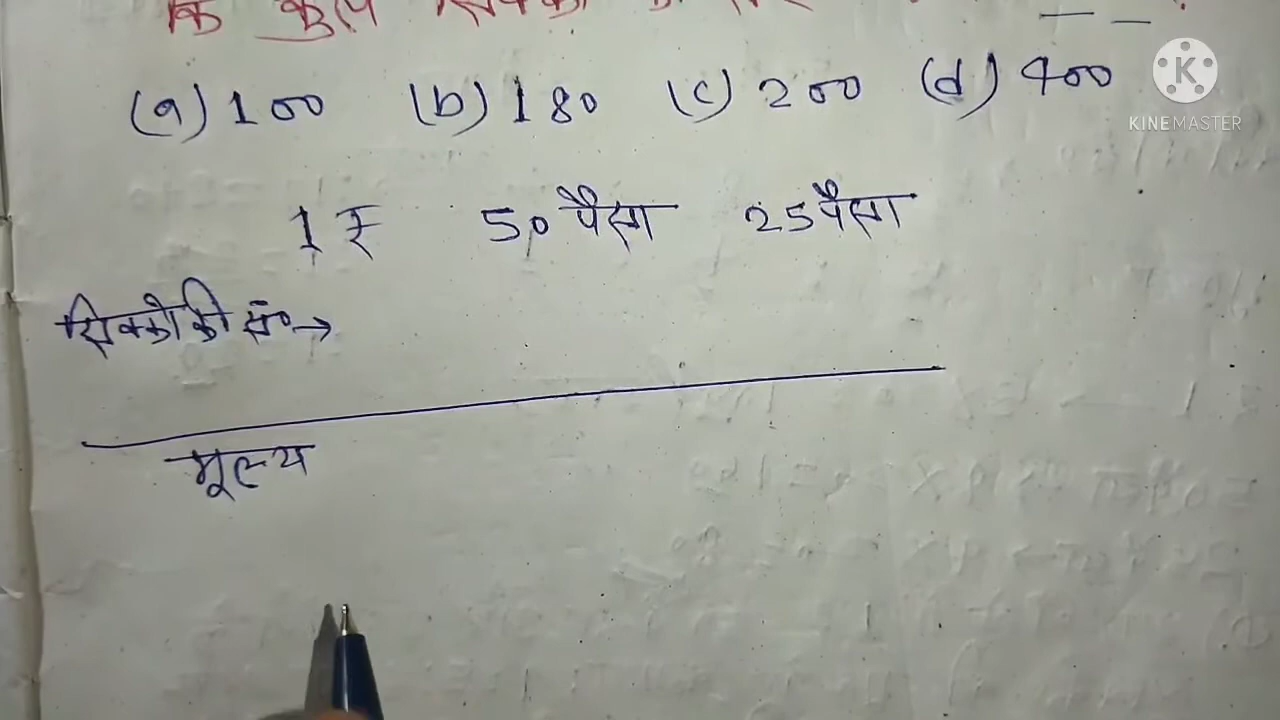 कि कुल सिक्कों
(a) 100 (b) 180 (c) 200 (d) 400
KINEMASTER
1 ₹ 50 पैसा 25 पैसा
सिक्को की सं० →
मूल्य